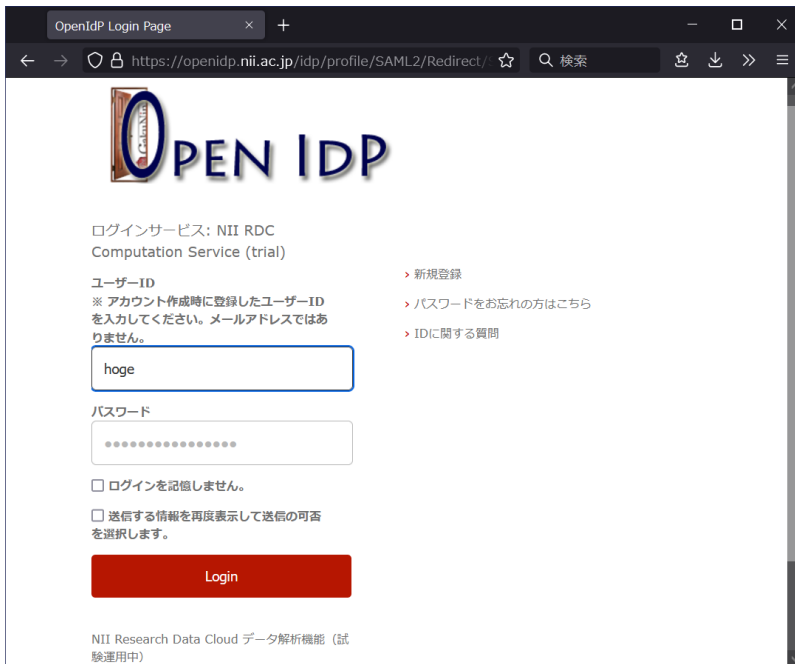 OpenIdP Login Page
https://openidp.nii.ac.jp/idp/profile/SAML2/Redirect/
検索
GakuNin
OPEN IDP
ログインサービス: NII RDC
Computation Service (trial)
ユーザーID
※ アカウント作成時に登録したユーザーID
を入力してください。メールアドレスではあ
りません。
hoge
パスワード
ログインを記憶しません。
送信する情報を再度表示して送信の可否
を選択します。
Login
NII Research Data Cloud データ解析機能（試
験運用中）
新規登録
パスワードをお忘れの方はこちら
IDに関する質問